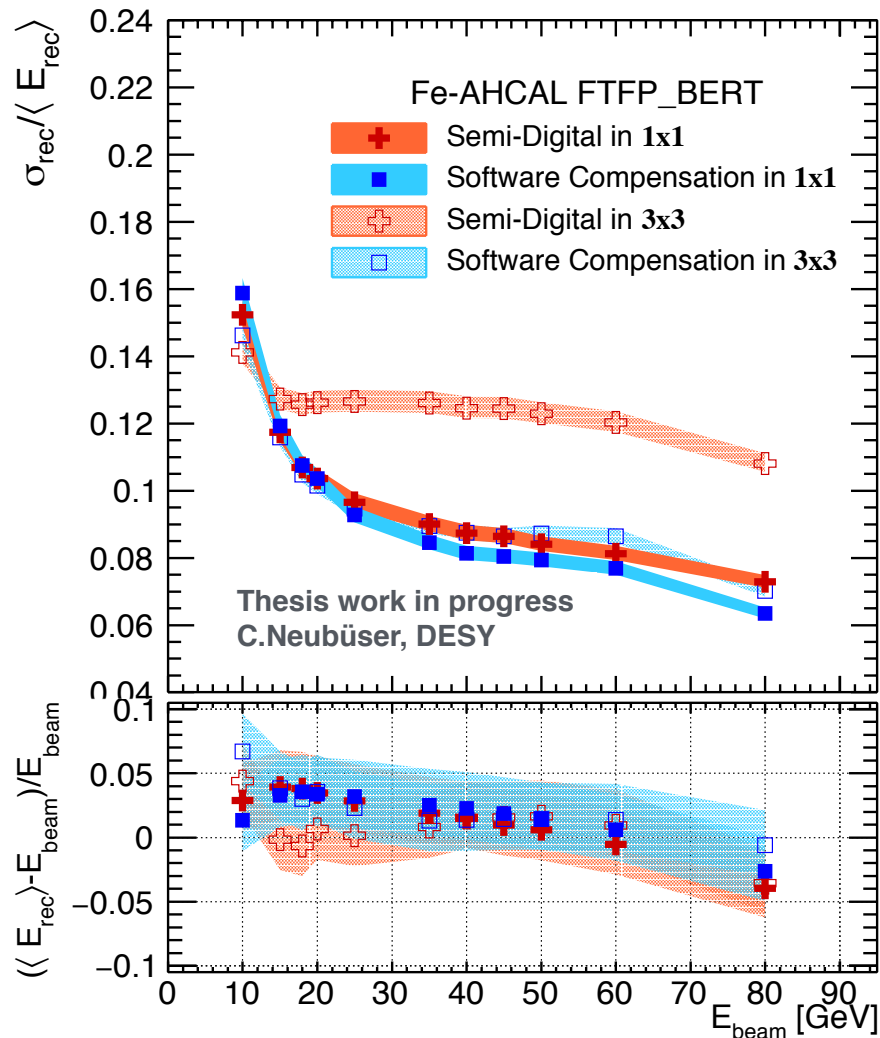 0.24
0.22
0.2
0.18
0.16
0.14
0.12
0.1
0.08
0.06
0.04
σrec/⟨ Erec⟩
Fe-AHCAL FTFP_BERT
Semi-Digital in 1x1
Software Compensation in 1x1
Semi-Digital in 3x3
Software Compensation in 3x3
Thesis work in progress
C.Neubüser, DESY
0.1
0.05
0
−0.05
−0.1
(⟨ Erec⟩-Ebeam)/Ebeam
0 10 20 30 40 50 60 70 80 90
Ebeam [GeV]